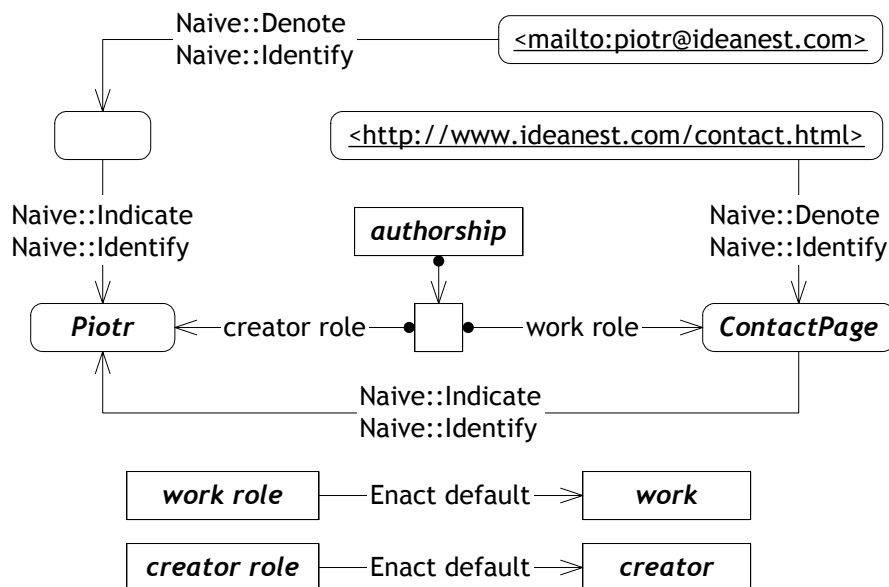 Naive::Denote
Naive::Identify
<mailto:piotr@ideanest.com>
<http://www.ideanest.com/contact.html>
Naive::Indicate
Naive::Identify
authorship
Naive::Denote
Naive::Identify
Piotr
creator role
work role
ContactPage
Naive::Indicate
Naive::Identify
work role
Enact default
work
creator role
Enact default
creator